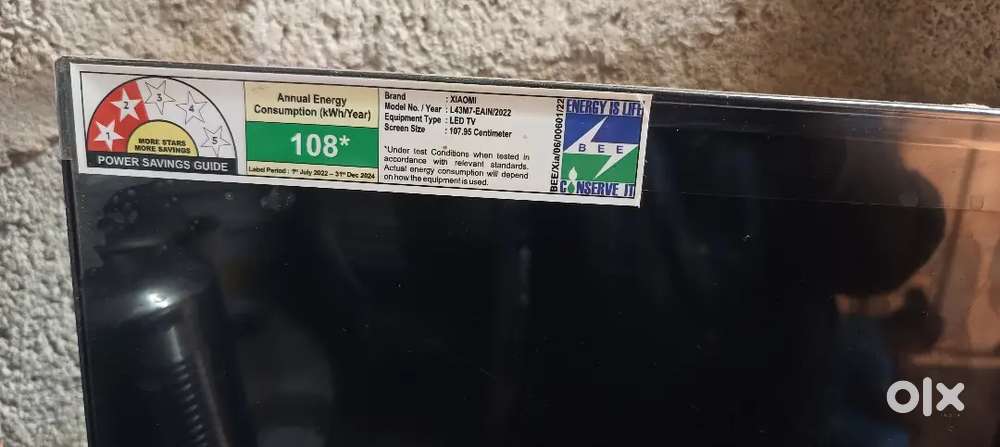 1
2
3
4
5
MORE STARS
MORE SAVINGS
POWER SAVINGS GUIDE
Annual Energy
Consumption (kWh/Year)
108*
Label Period : 1st July 2022 – 31st Dec 2024
Brand : XIAOMI
Model No. / Year : L43M7-EAIN/2022
Equipment Type : LED TV
Screen Size : 107.95 Centimeter
*Under test Conditions when tested in
accordance with relevant standards.
Actual energy consumption will depend
on how the equipment is used.
BEE/Xia/06/00601/22
ENERGY IS LIFE
BEE
CONSERVE IT
olx
INDIA